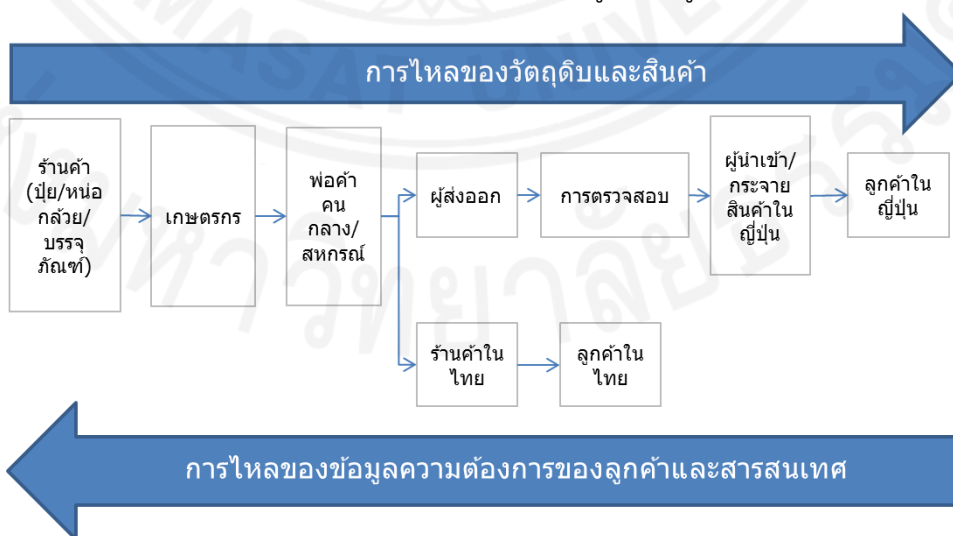 การไหลของวัตถุดิบและสินค้า
ร้านค้า
(ปุ๋ย/หน่อ
กล้วย/
บรรจุ
ภัณฑ์)
เกษตรกร
พ่อค้า
คน
กลาง/
สหกรณ์
ผู้ส่งออก
การตรวจสอบ
ผู้นำเข้า/
กระจาย
สินค้าใน
ญี่ปุ่น
ลูกค้าใน
ญี่ปุ่น
ร้านค้าใน
ไทย
ลูกค้าใน
ไทย
การไหลของข้อมูลความต้องการของลูกค้าและสารสนเทศ